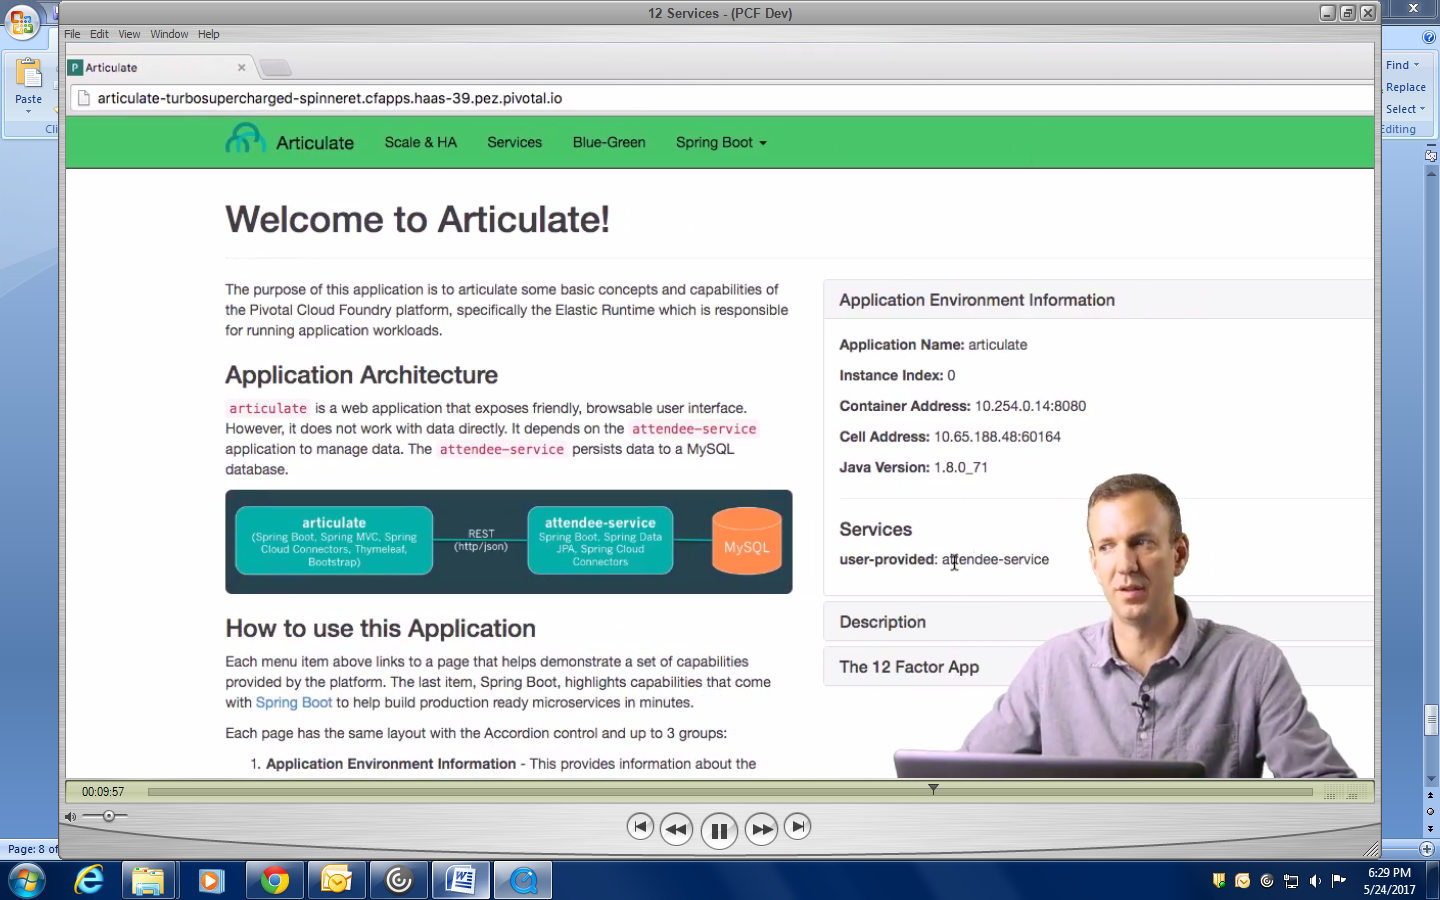 12 Services - (PCF Dev)
File Edit View Window Help
Paste
Find
Replace
Select
Editing
P Articulate
articulate-turbosupercharged-spinneret.cfapps.haas-39.pez.pivotal.io
Articulate Scale & HA Services Blue-Green Spring Boot
Welcome to Articulate!
The purpose of this application is to articulate some basic concepts and capabilities of
the Pivotal Cloud Foundry platform, specifically the Elastic Runtime which is responsible
for running application workloads.
Application Architecture
articulate is a web application that exposes friendly, browsable user interface.
However, it does not work with data directly. It depends on the attendee-service
application to manage data. The attendee-service persists data to a MySQL
database.
articulate
(Spring Boot, Spring MVC, Spring
Cloud Connectors, Thymeleaf,
Bootstrap)
REST
(http/json)
attendee-service
Spring Boot, Spring Data
JPA, Spring Cloud
Connectors
MySQL
How to use this Application
Each menu item above links to a page that helps demonstrate a set of capabilities
provided by the platform. The last item, Spring Boot, highlights capabilities that come
with Spring Boot to help build production ready microservices in minutes.
Each page has the same layout with the Accordion control and up to 3 groups:
1. Application Environment Information - This provides information about the
Application Environment Information
Application Name: articulate
Instance Index: 0
Container Address: 10.254.0.14:8080
Cell Address: 10.65.188.48:60164
Java Version: 1.8.0_71
Services
user-provided: attendee-service
Description
The 12 Factor App
00:09:57
Page: 8 of
6:29 PM
5/24/2017